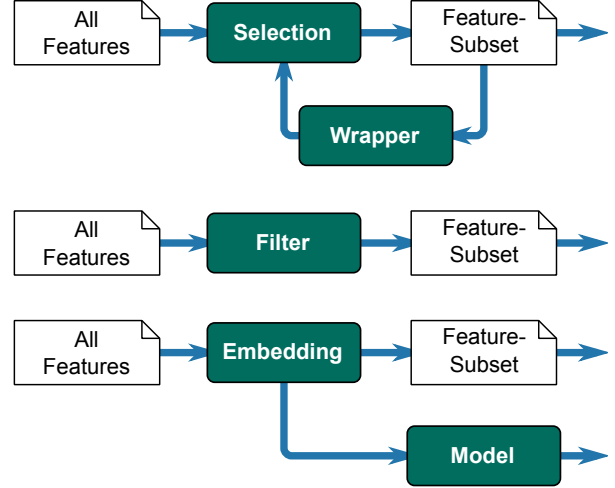 All
Features
Selection
Feature-
Subset
Wrapper
All
Features
Filter
Feature-
Subset
All
Features
Embedding
Feature-
Subset
Model